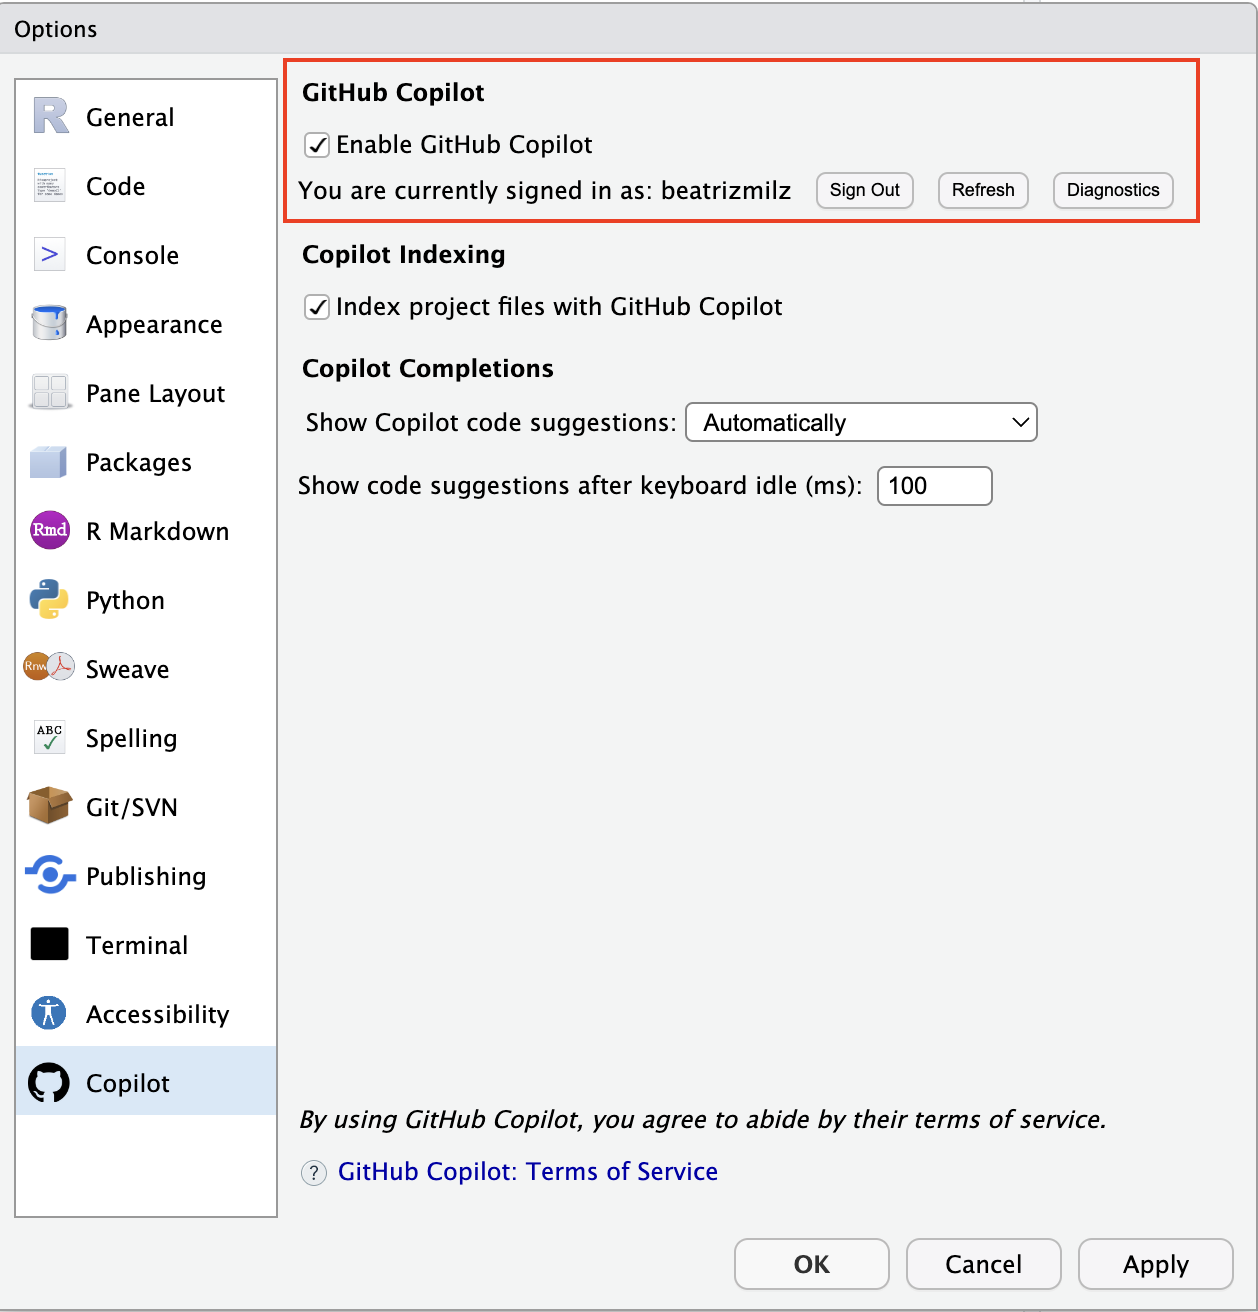 Options
General
Code
Console
Appearance
Pane Layout
Packages
Rmd R Markdown
Python
Rnw Sweave
ABC Spelling
Git/SVN
Publishing
Terminal
Accessibility
Copilot
GitHub Copilot
Enable GitHub Copilot
You are currently signed in as: beatrizmilz Sign Out Refresh Diagnostics
Copilot Indexing
Index project files with GitHub Copilot
Copilot Completions
Show Copilot code suggestions: Automatically
Show code suggestions after keyboard idle (ms): 100
By using GitHub Copilot, you agree to abide by their terms of service.
? GitHub Copilot: Terms of Service
OK Cancel Apply